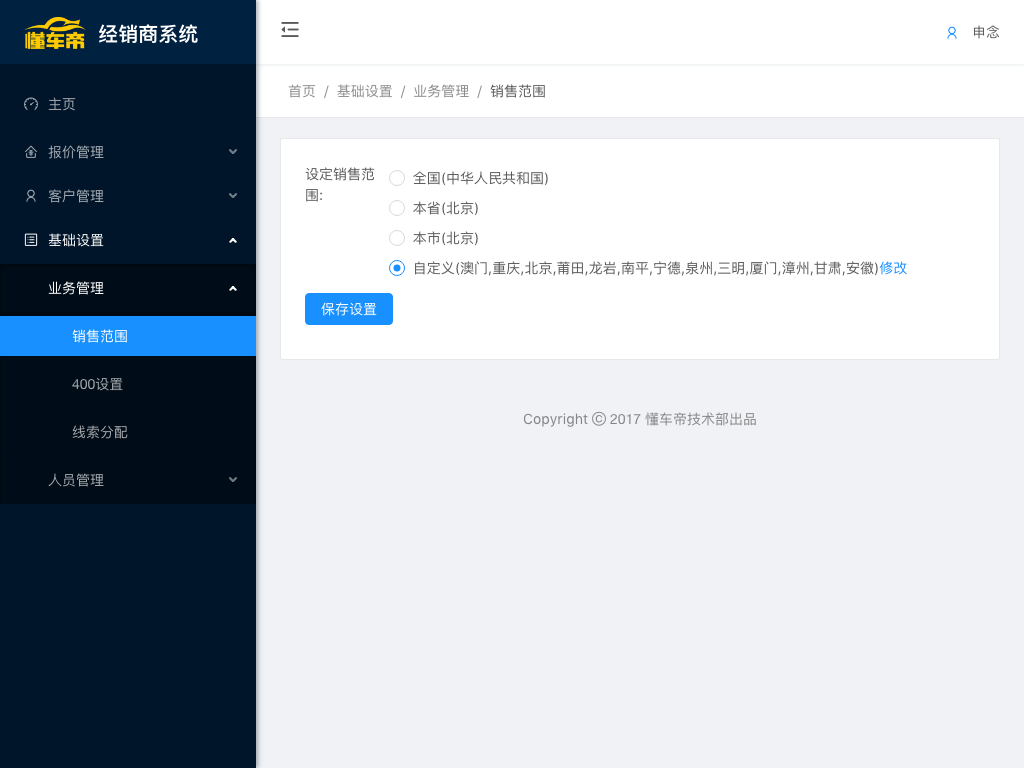 懂车帝 经销商系统
申念
主页
报价管理
客户管理
基础设置
业务管理
销售范围
400设置
线索分配
人员管理
首页 / 基础设置 / 业务管理 / 销售范围
设定销售范
围:
全国(中华人民共和国)
本省(北京)
本市(北京)
自定义(澳门,重庆,北京,莆田,龙岩,南平,宁德,泉州,三明,厦门,漳州,甘肃,安徽)修改
保存设置
Copyright © 2017 懂车帝技术部出品